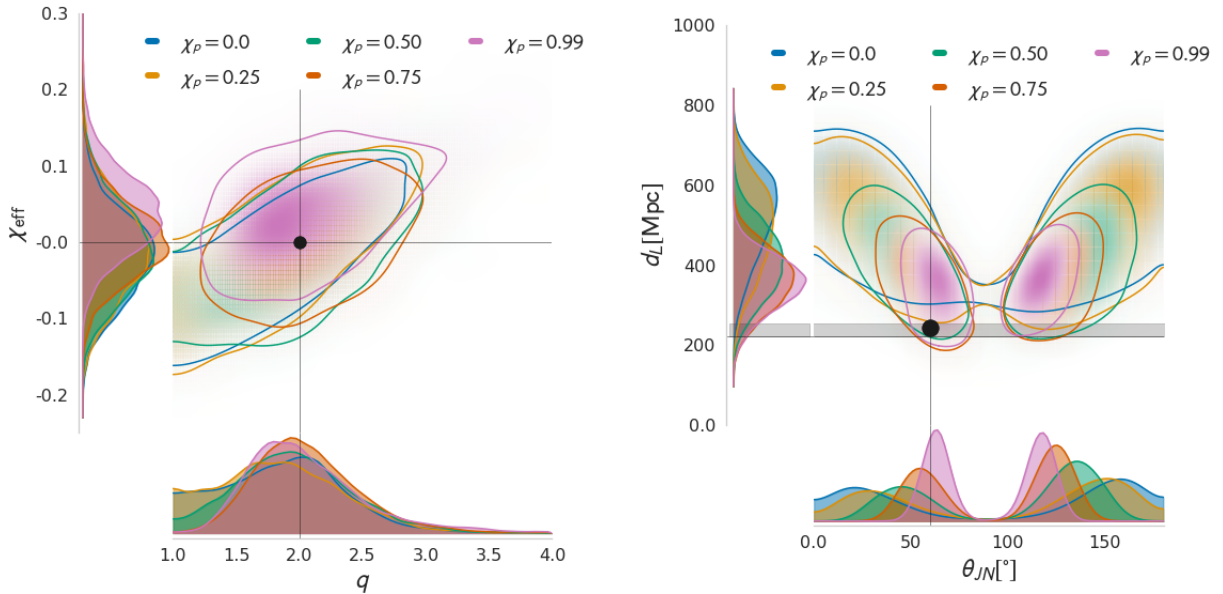 0.3
χp = 0.0
χp = 0.50
χp = 0.99
χp = 0.25
χp = 0.75
0.2
0.1
-0.0
-0.1
-0.2
χeff
1.0
1.5
2.0
2.5
3.0
3.5
4.0
q
1000
χp = 0.0
χp = 0.50
χp = 0.99
χp = 0.25
χp = 0.75
800
600
400
200
0.0
dL[Mpc]
0.0
50
100
150
θJN[°]